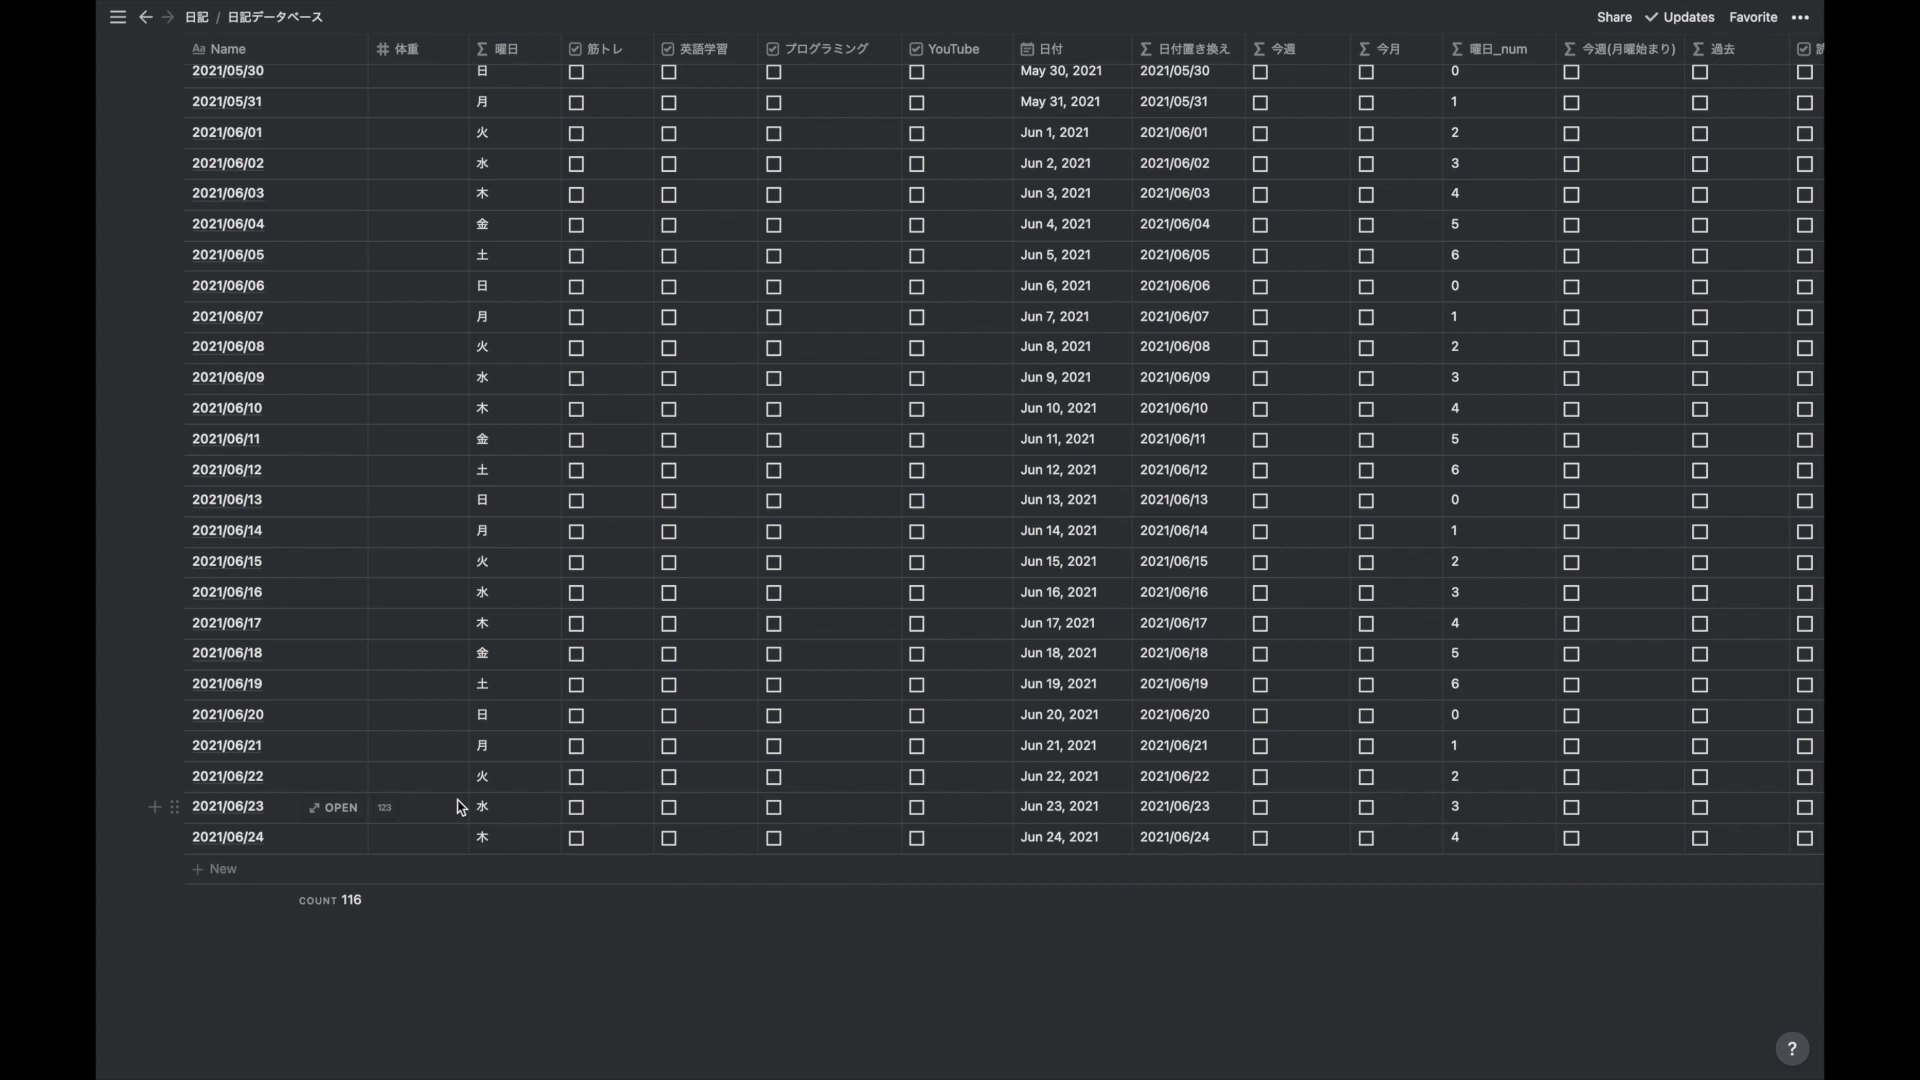 日記 / 日記データベース Share Updates Favorite
Aa Name # 体重 Σ 曜日 筋トレ 英語学習 プログラミング YouTube 日付 Σ 日付置き換え Σ 今週 Σ 今月 Σ 曜日_num Σ 今週(月曜始まり) Σ 過去
2021/05/30 日 May 30, 2021 2021/05/30 0
2021/05/31 月 May 31, 2021 2021/05/31 1
2021/06/01 火 Jun 1, 2021 2021/06/01 2
2021/06/02 水 Jun 2, 2021 2021/06/02 3
2021/06/03 木 Jun 3, 2021 2021/06/03 4
2021/06/04 金 Jun 4, 2021 2021/06/04 5
2021/06/05 土 Jun 5, 2021 2021/06/05 6
2021/06/06 日 Jun 6, 2021 2021/06/06 0
2021/06/07 月 Jun 7, 2021 2021/06/07 1
2021/06/08 火 Jun 8, 2021 2021/06/08 2
2021/06/09 水 Jun 9, 2021 2021/06/09 3
2021/06/10 木 Jun 10, 2021 2021/06/10 4
2021/06/11 金 Jun 11, 2021 2021/06/11 5
2021/06/12 土 Jun 12, 2021 2021/06/12 6
2021/06/13 日 Jun 13, 2021 2021/06/13 0
2021/06/14 月 Jun 14, 2021 2021/06/14 1
2021/06/15 火 Jun 15, 2021 2021/06/15 2
2021/06/16 水 Jun 16, 2021 2021/06/16 3
2021/06/17 木 Jun 17, 2021 2021/06/17 4
2021/06/18 金 Jun 18, 2021 2021/06/18 5
2021/06/19 土 Jun 19, 2021 2021/06/19 6
2021/06/20 日 Jun 20, 2021 2021/06/20 0
2021/06/21 月 Jun 21, 2021 2021/06/21 1
2021/06/22 火 Jun 22, 2021 2021/06/22 2
2021/06/23 OPEN 123 水 Jun 23, 2021 2021/06/23 3
2021/06/24 木 Jun 24, 2021 2021/06/24 4
+ New
COUNT 116
?